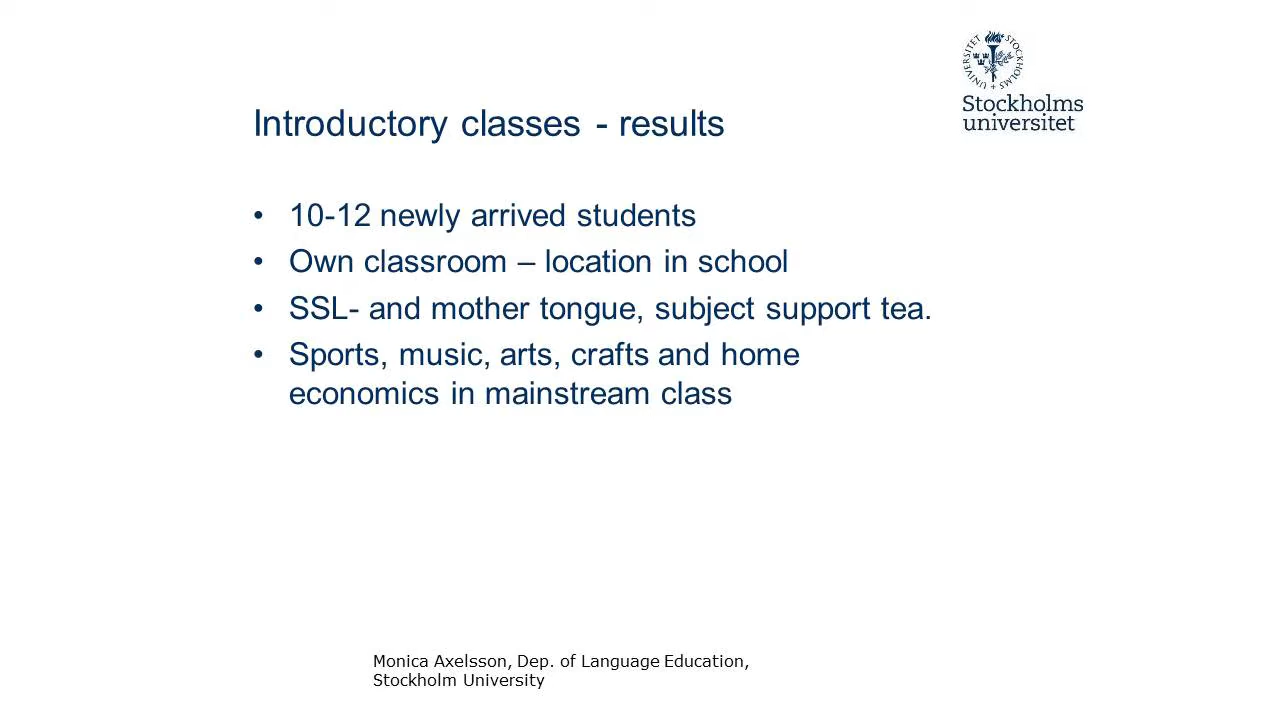 Stockholms
universitet
Introductory classes - results
• 10-12 newly arrived students
• Own classroom – location in school
• SSL- and mother tongue, subject support tea.
• Sports, music, arts, crafts and home
economics in mainstream class
Monica Axelsson, Dep. of Language Education,
Stockholm University